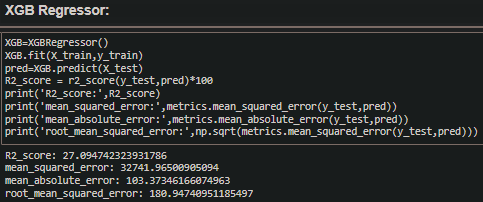 XGB Regressor:
XGB=XGBRegressor()
XGB.fit(X_train,y_train)
pred=XGB.predict(X_test)
R2_score = r2_score(y_test,pred)*100
print('R2_score:',R2_score)
print('mean_squared_error:',metrics.mean_squared_error(y_test,pred))
print('mean_absolute_error:',metrics.mean_absolute_error(y_test,pred))
print('root_mean_squared_error:',np.sqrt(metrics.mean_squared_error(y_test,pred)))
R2_score: 27.094742323931786
mean_squared_error: 32741.96500905094
mean_absolute_error: 103.37346166074963
root_mean_squared_error: 180.94740951185497